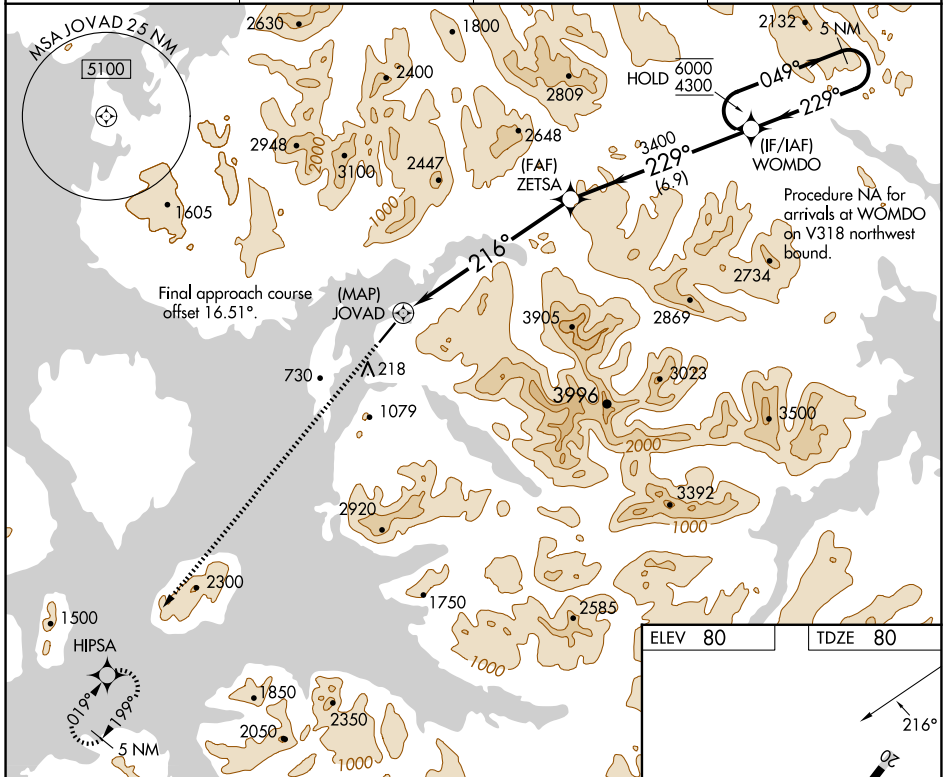 MSA JOVAD 25 NM
5100
2630
1800
2132
5 NM
HOLD
6000
4300
049°
229°
2400
2809
2948
2000
3100
2648
2447
1000
1605
(FAF)
ZETSA
3400
229°
(6.9)
(IF/IAF)
WOMDO
Procedure NA for
arrivals at WOMDO
on V318 northwest
bound.
216°
2734
2869
Final approach course
offset 16.51°.
(MAP)
JOVAD
3905
218
730
1079
3996
3023
3500
2000
3392
1000
2920
2300
1750
1500
2585
1000
HIPSA
019°
199°
5 NM
1850
2350
2050
1000
ELEV 80
TDZE 80
216°
20